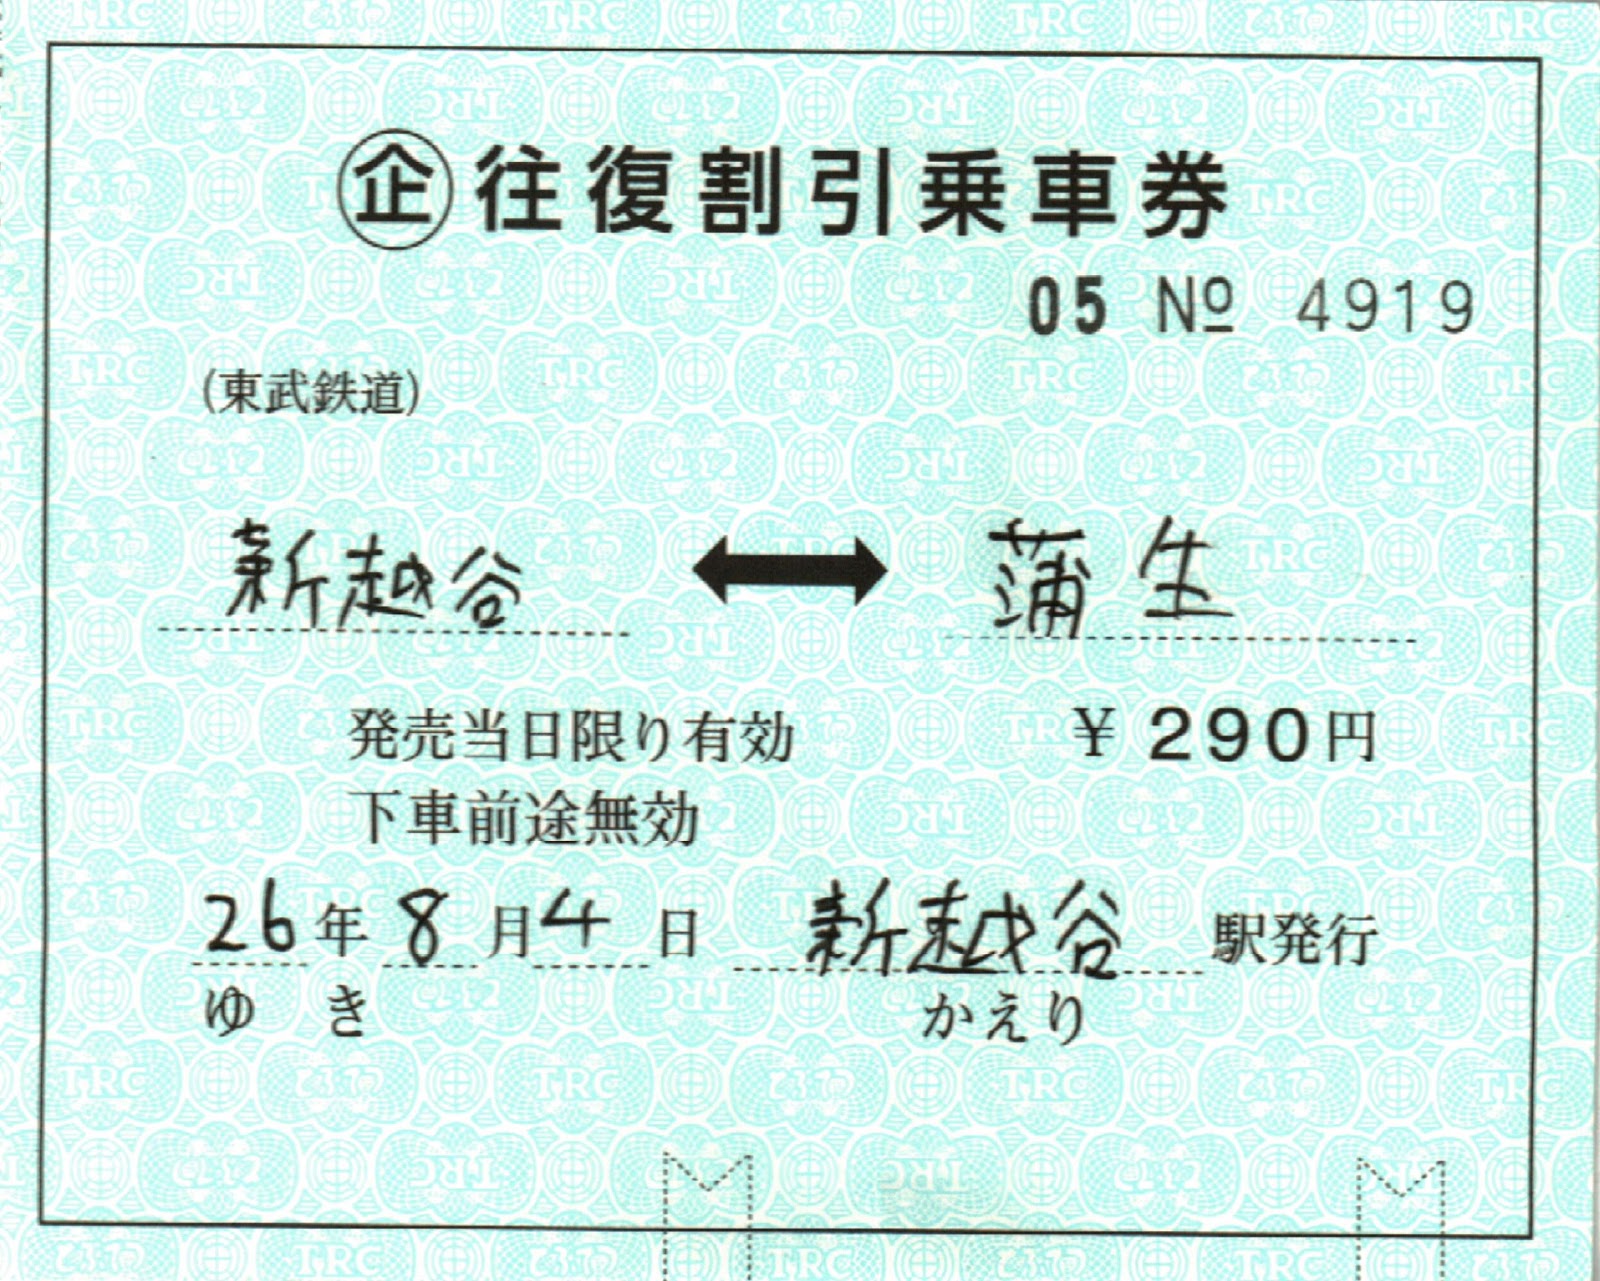 ㊭往復割引乗車券
05 № 4919
(東武鉄道)
新越谷 ⟷ 蒲生
発売当日限り有効 ¥290円
下車前途無効
26年8月4日 新越谷駅発行
ゆき かえり